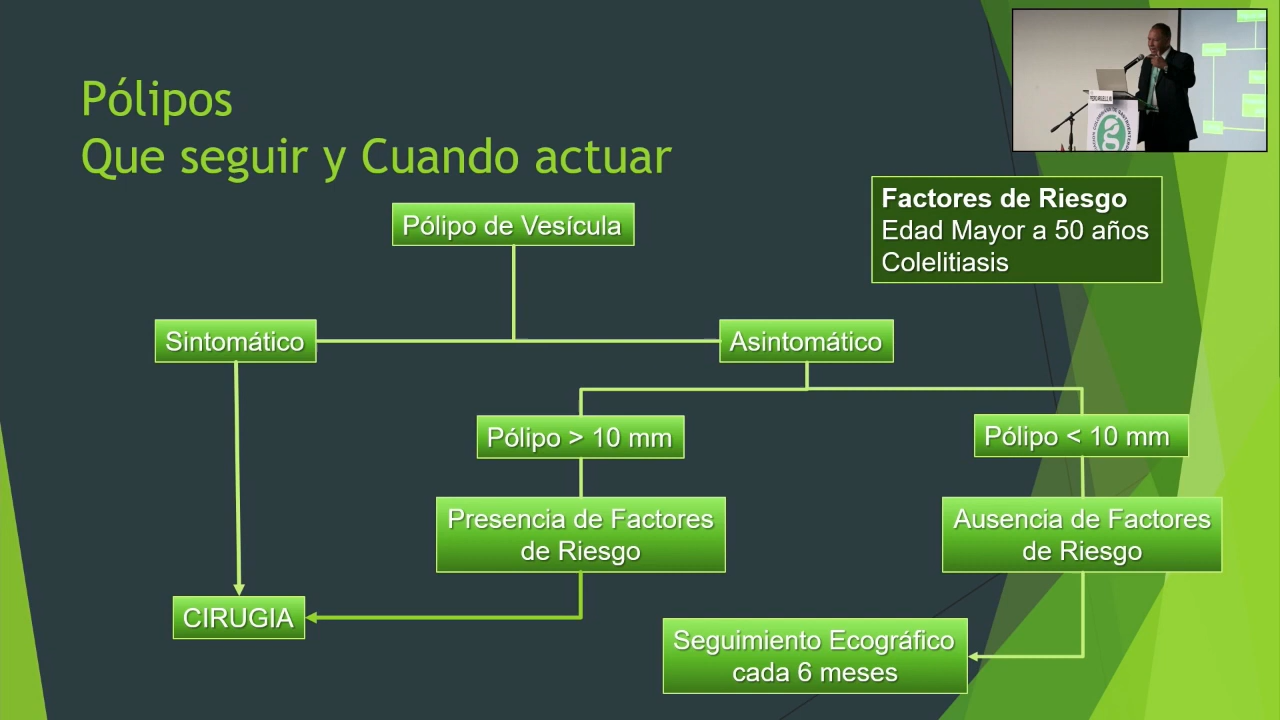 Pólipos
Que seguir y Cuando actuar
Factores de Riesgo
Edad Mayor a 50 años
Colelitiasis
Pólipo de Vesícula
Sintomático
Asintomático
Pólipo > 10 mm
Pólipo < 10 mm
Presencia de Factores
de Riesgo
Ausencia de Factores
de Riesgo
CIRUGIA
Seguimiento Ecográfico
cada 6 meses